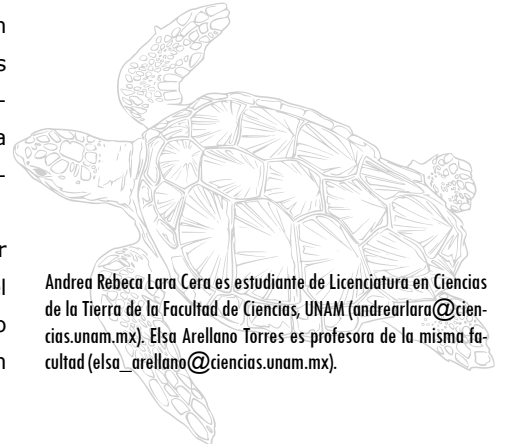 n
s
-
a
-
r
el
o
n
Andrea Rebeca Lara Cera es estudiante de Licenciatura en Ciencias
de la Tierra de la Facultad de Ciencias, UNAM (andrearlara@cien-
cias.unam.mx). Elsa Arellano Torres es profesora de la misma fa-
cultad (elsa_arellano@ciencias.unam.mx).